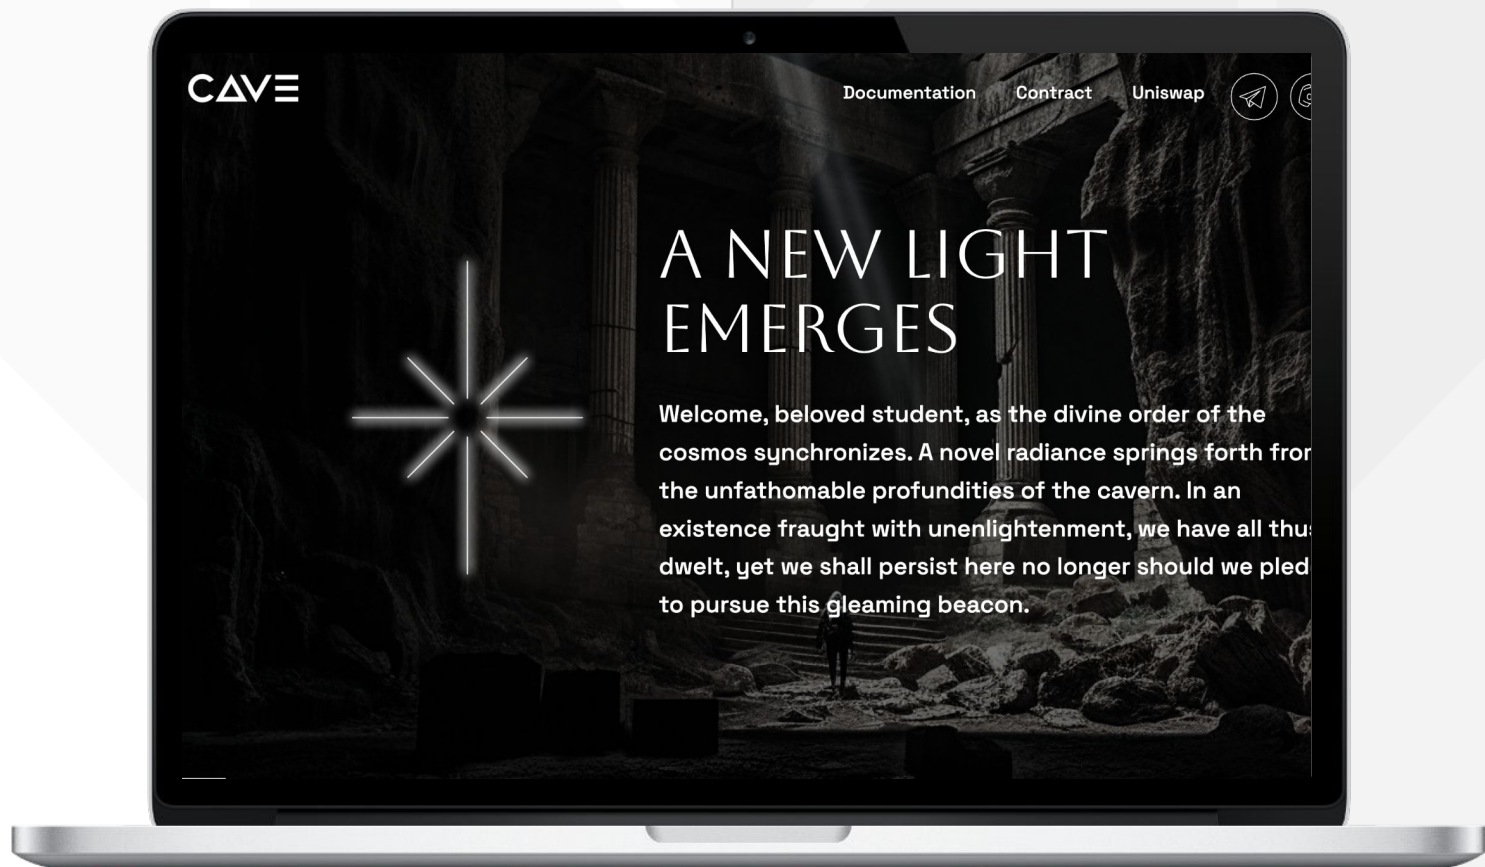 CAVE
Documentation Contract Uniswap
A NEW LIGHT
EMERGES
Welcome, beloved student, as the divine order of the
cosmos synchronizes. A novel radiance springs forth
the unfathomable profundities of the cavern. In an
existence fraught with unenlightenment, we have all
dwelt, yet we shall persist here no longer should we
to pursue this gleaming beacon.